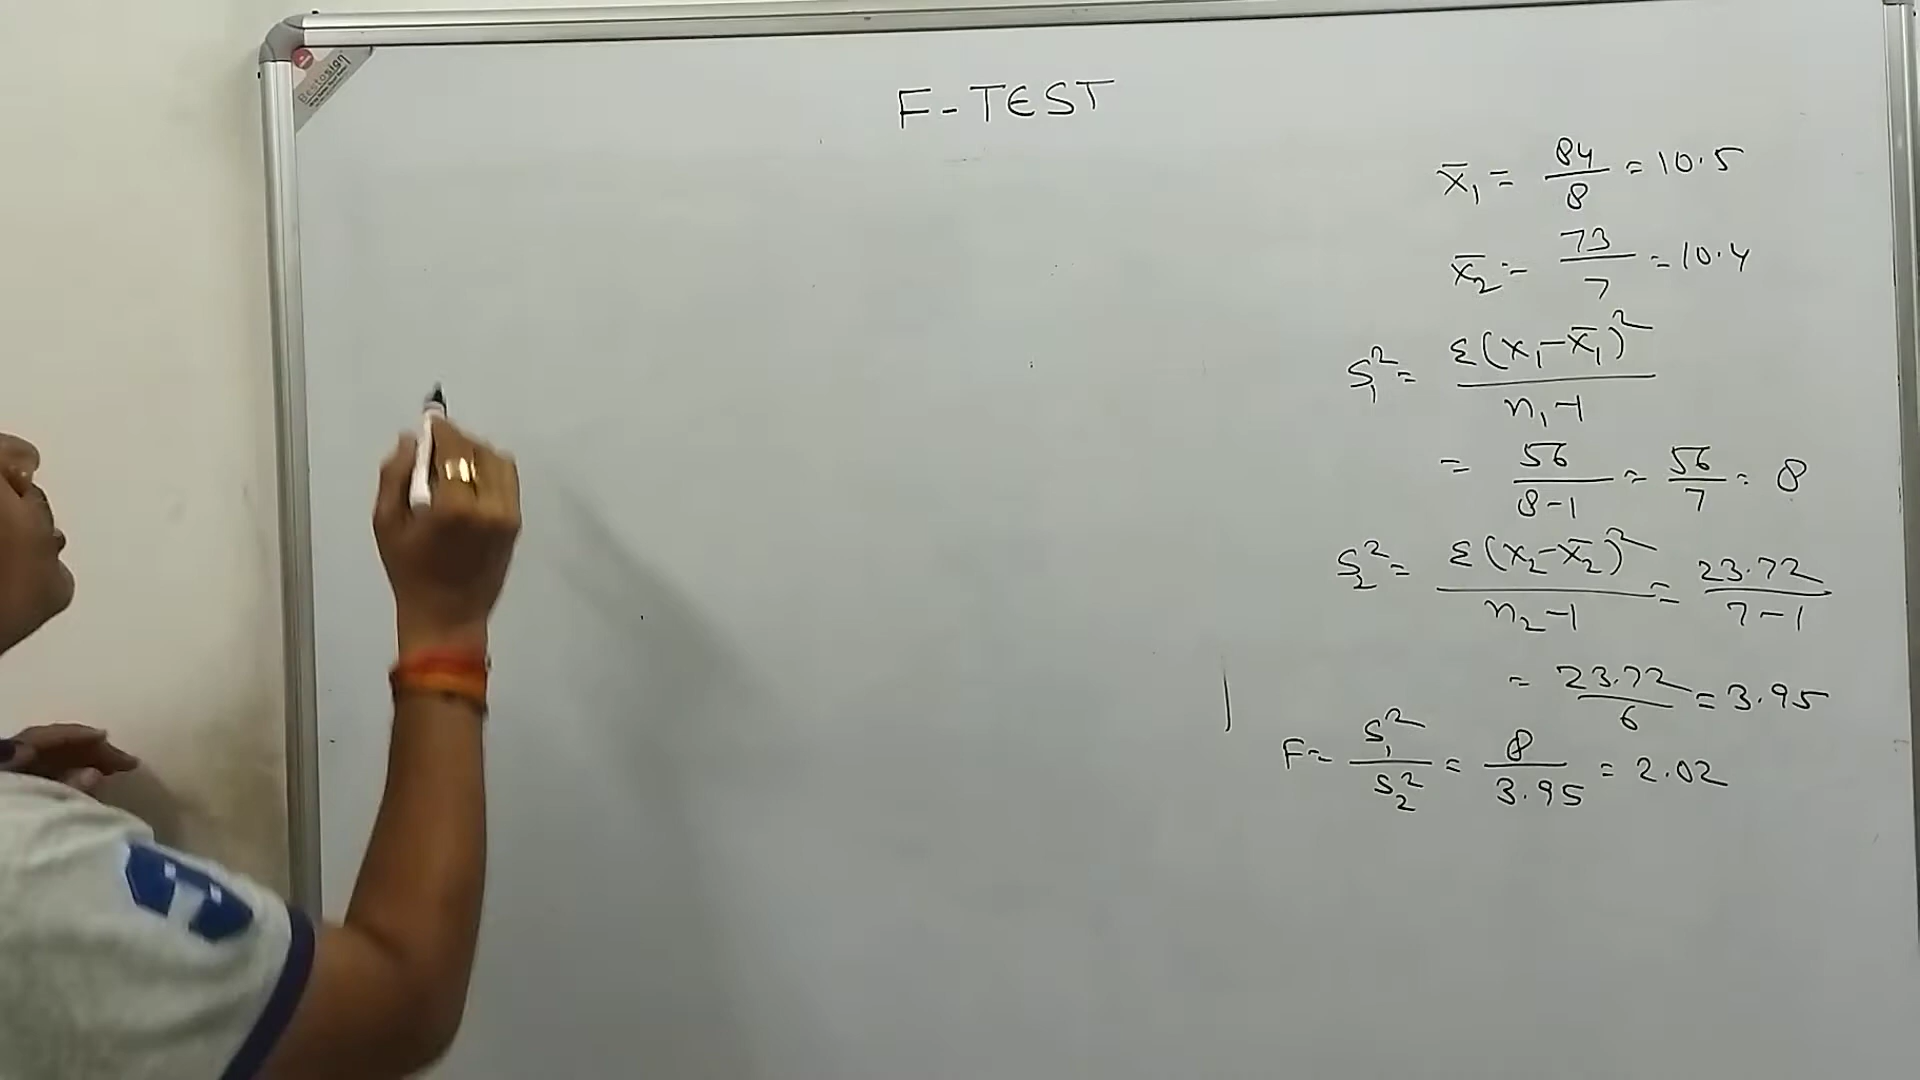 Bestosign
F-TEST
x̄₁ = 84/8 = 10.5
x̄₂ = 73/7 = 10.4
S₁² = Σ(x₁-x̄₁)²/n₁-1
= 56/8-1 = 56/7 = 8
S₂² = Σ(x₂-x̄₂)²/n₂-1 = 23.72/7-1
= 23.72/6 = 3.95
F = S₁²/S₂² = 8/3.95 = 2.02